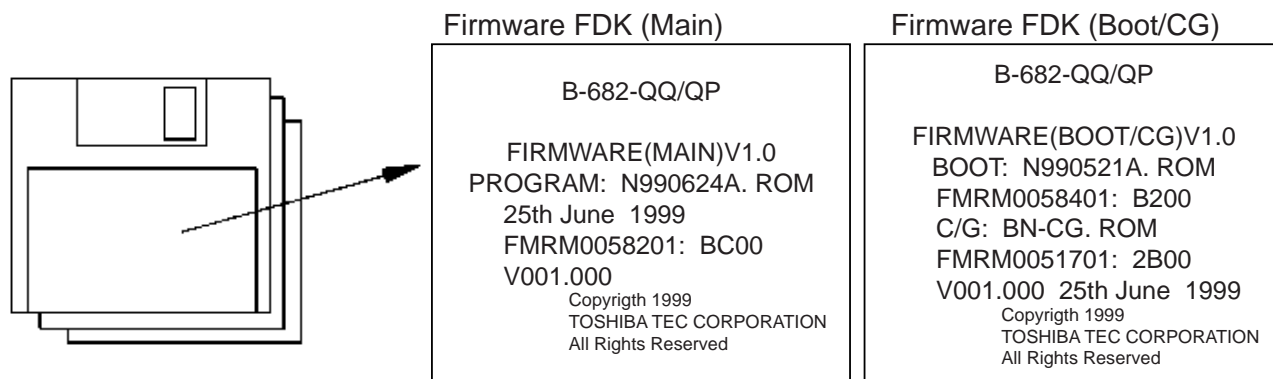 Firmware FDK (Main)
B-682-QQ/QP
FIRMWARE(MAIN)V1.0
PROGRAM: N990624A. ROM
25th June 1999
FMRM0058201: BC00
V001.000
Copyrigth 1999
TOSHIBA TEC CORPORATION
All Rights Reserved
Firmware FDK (Boot/CG)
B-682-QQ/QP
FIRMWARE(BOOT/CG)V1.0
BOOT: N990521A. ROM
FMRM0058401: B200
C/G: BN-CG. ROM
FMRM0051701: 2B00
V001.000 25th June 1999
Copyrigth 1999
TOSHIBA TEC CORPORATION
All Rights Reserved